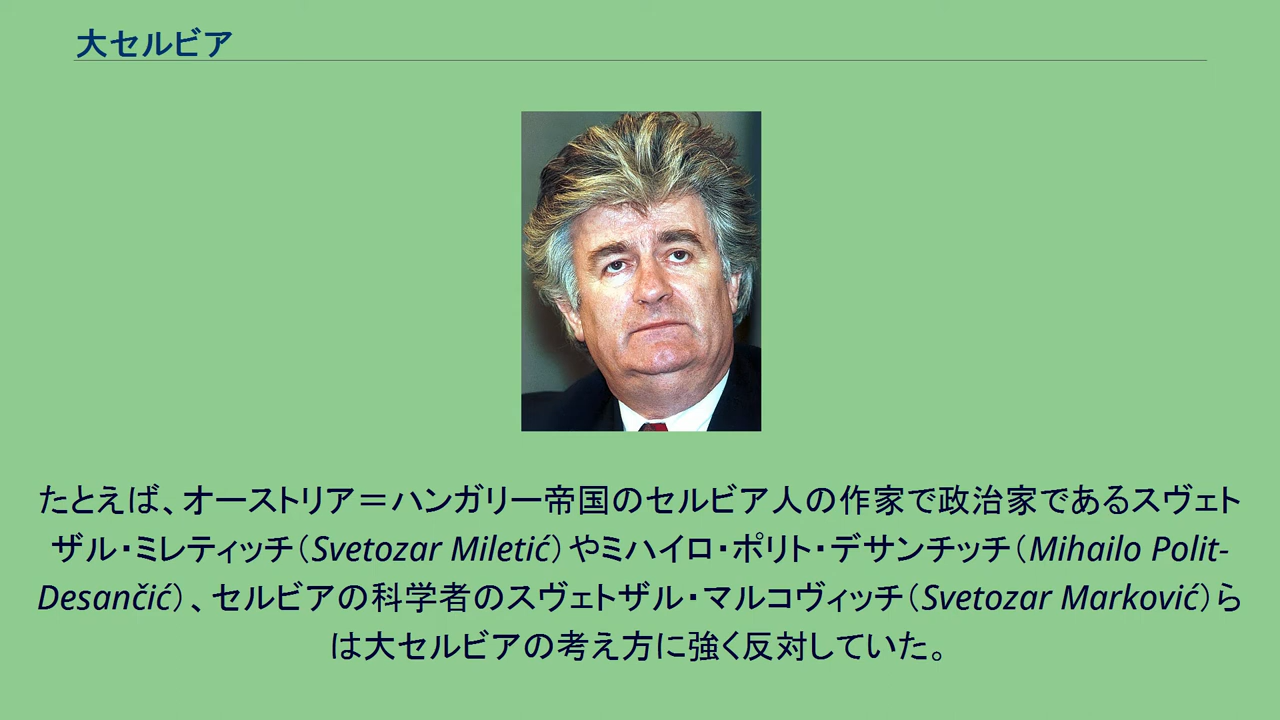 大セルビア
たとえば、オーストリア＝ハンガリー帝国のセルビア人の作家で政治家であるスヴェト
ザル・ミレティッチ（Svetozar Miletić）やミハイロ・ポリト・デサンチッチ（Mihailo Polit-
Desančić）、セルビアの科学者のスヴェトザル・マルコヴィッチ（Svetozar Marković）ら
は大セルビアの考え方に強く反対していた。